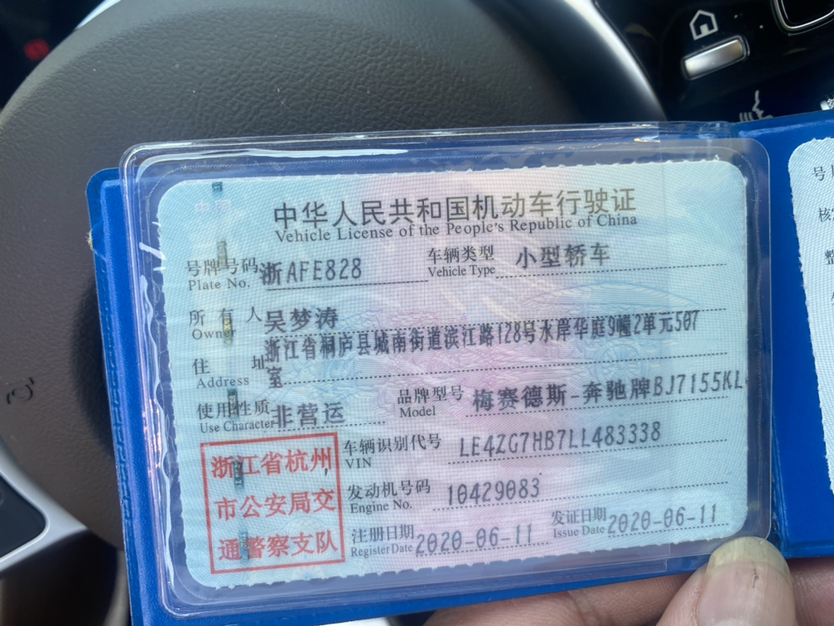 中华人民共和国机动车行驶证
Vehicle License of the People's Republic of China
号牌号码 浙AFE828 车辆类型 小型轿车
Plate No. Vehicle Type
所有人 吴梦涛
Owner
住址 浙江省桐庐县城南街道滨江路128号水岸华庭9幢2单元507
Address 室
使用性质 非营运 品牌型号 梅赛德斯-奔驰牌BJ7155KL
Use Character Model
车辆识别代号 LE4ZG7HB7LL483338
VIN
发动机号码 10429083
Engine No.
注册日期 2020-06-11 发证日期 2020-06-11
Register Date Issue Date
浙江省杭州
市公安局交
通警察支队
号
核
整